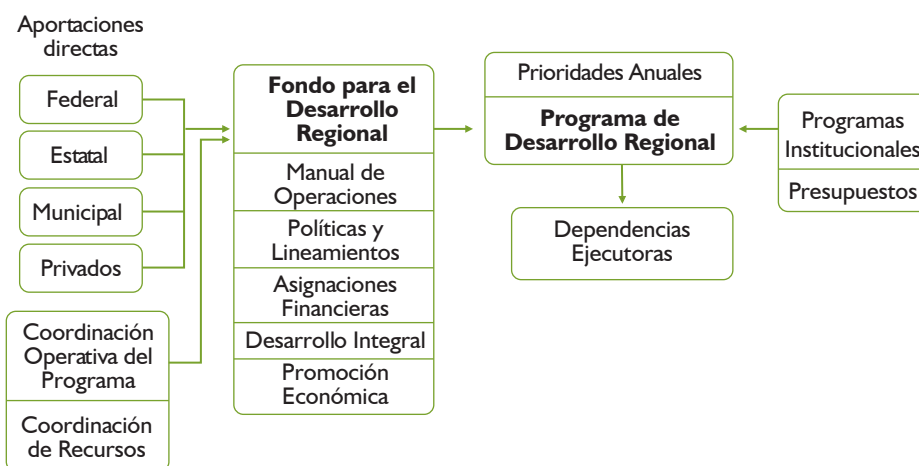 Aportaciones
directas
Federal
Estatal
Municipal
Privados
Coordinación
Operativa del
Programa
Coordinación
de Recursos
Fondo para el
Desarrollo
Regional
Manual de
Operaciones
Políticas y
Lineamientos
Asignaciones
Financieras
Desarrollo Integral
Promoción
Económica
Prioridades Anuales
Programa de
Desarrollo Regional
Dependencias
Ejecutoras
Programas
Institucionales
Presupuestos